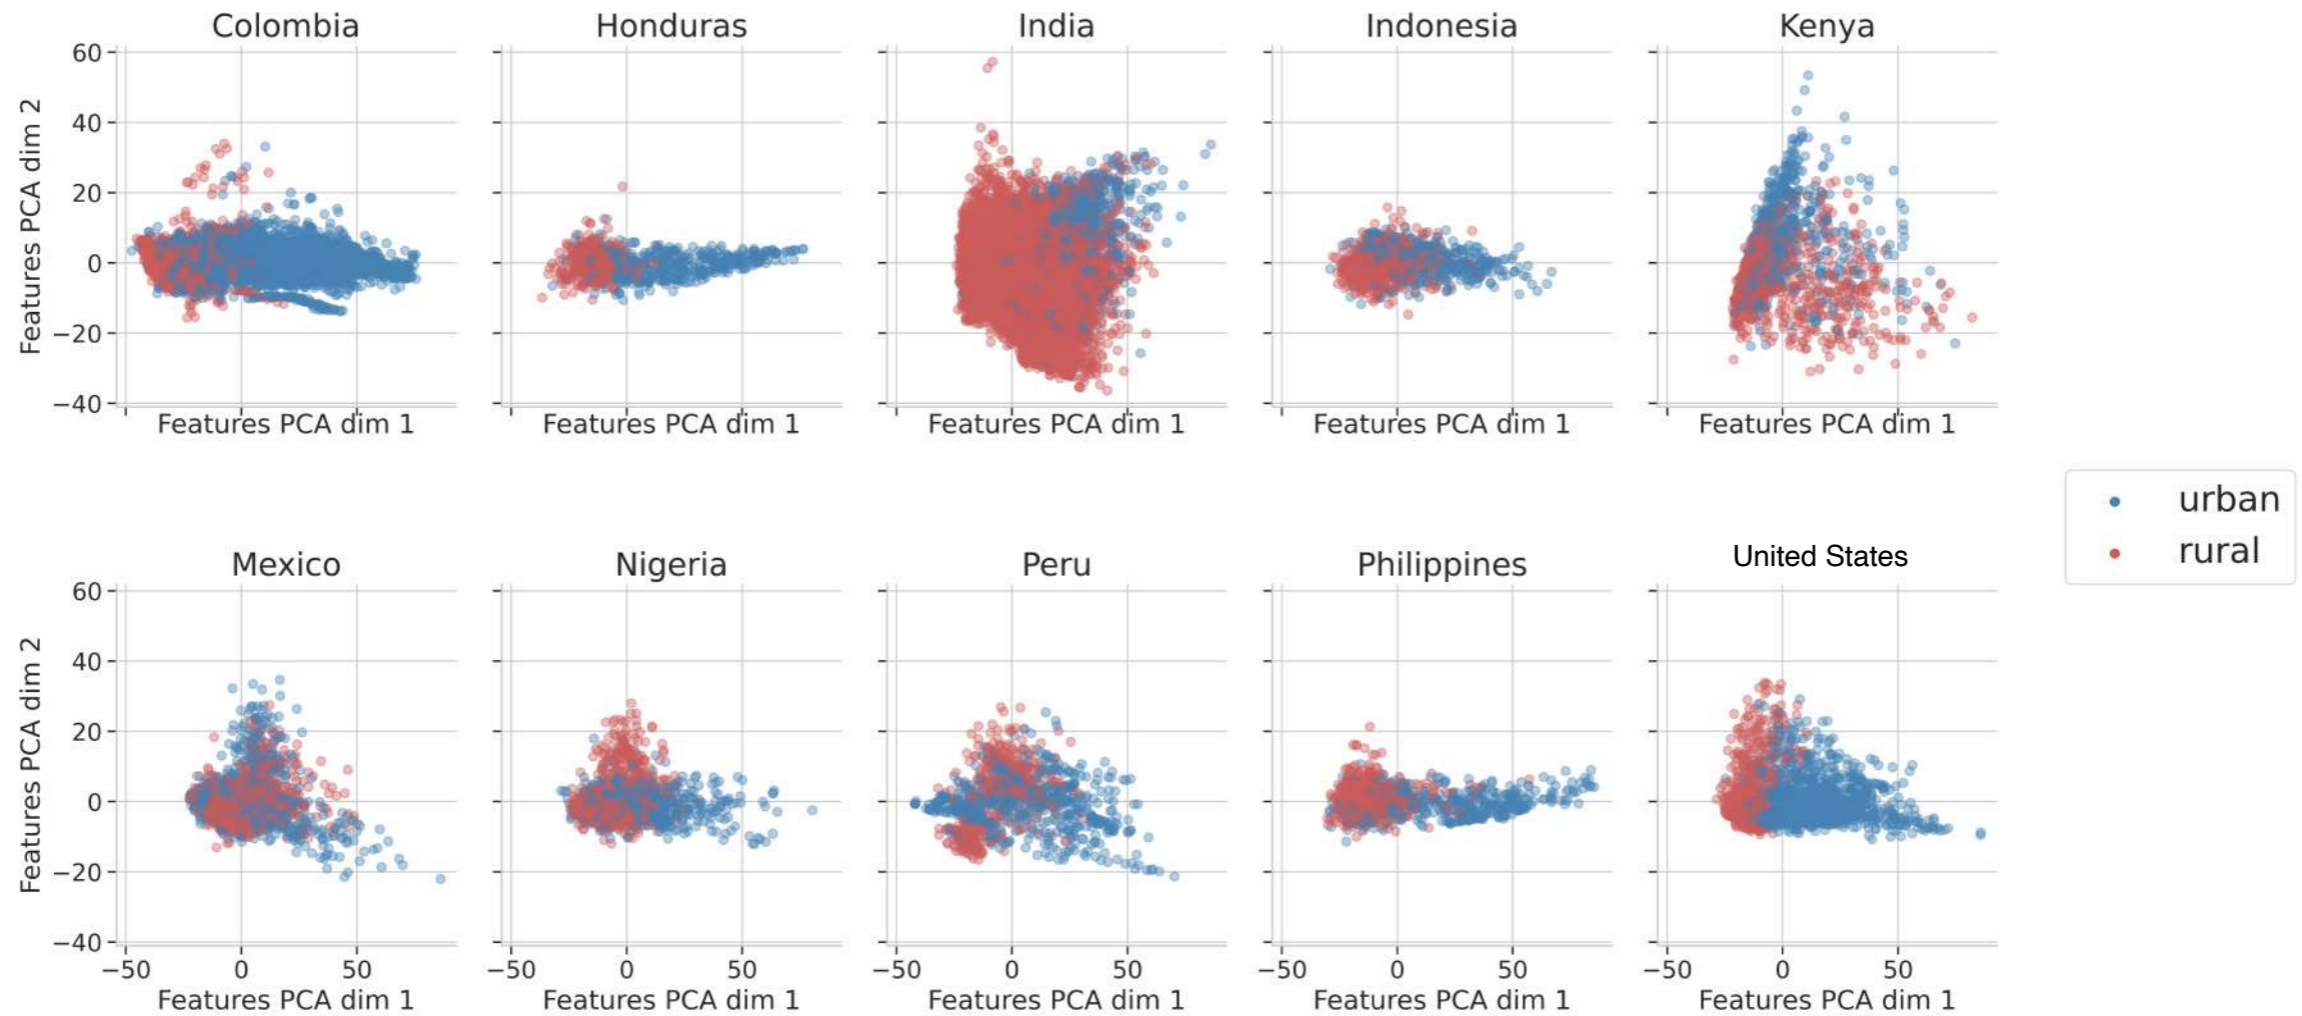 Colombia
Honduras
India
Indonesia
Kenya
Features PCA dim 2
60
40
20
0
−20
−40
Features PCA dim 1
Features PCA dim 1
Features PCA dim 1
Features PCA dim 1
Features PCA dim 1
urban
rural
Mexico
Nigeria
Peru
Philippines
United States
Features PCA dim 2
60
40
20
0
−20
−40
−50 0 50
−50 0 50
−50 0 50
−50 0 50
−50 0 50
Features PCA dim 1
Features PCA dim 1
Features PCA dim 1
Features PCA dim 1
Features PCA dim 1